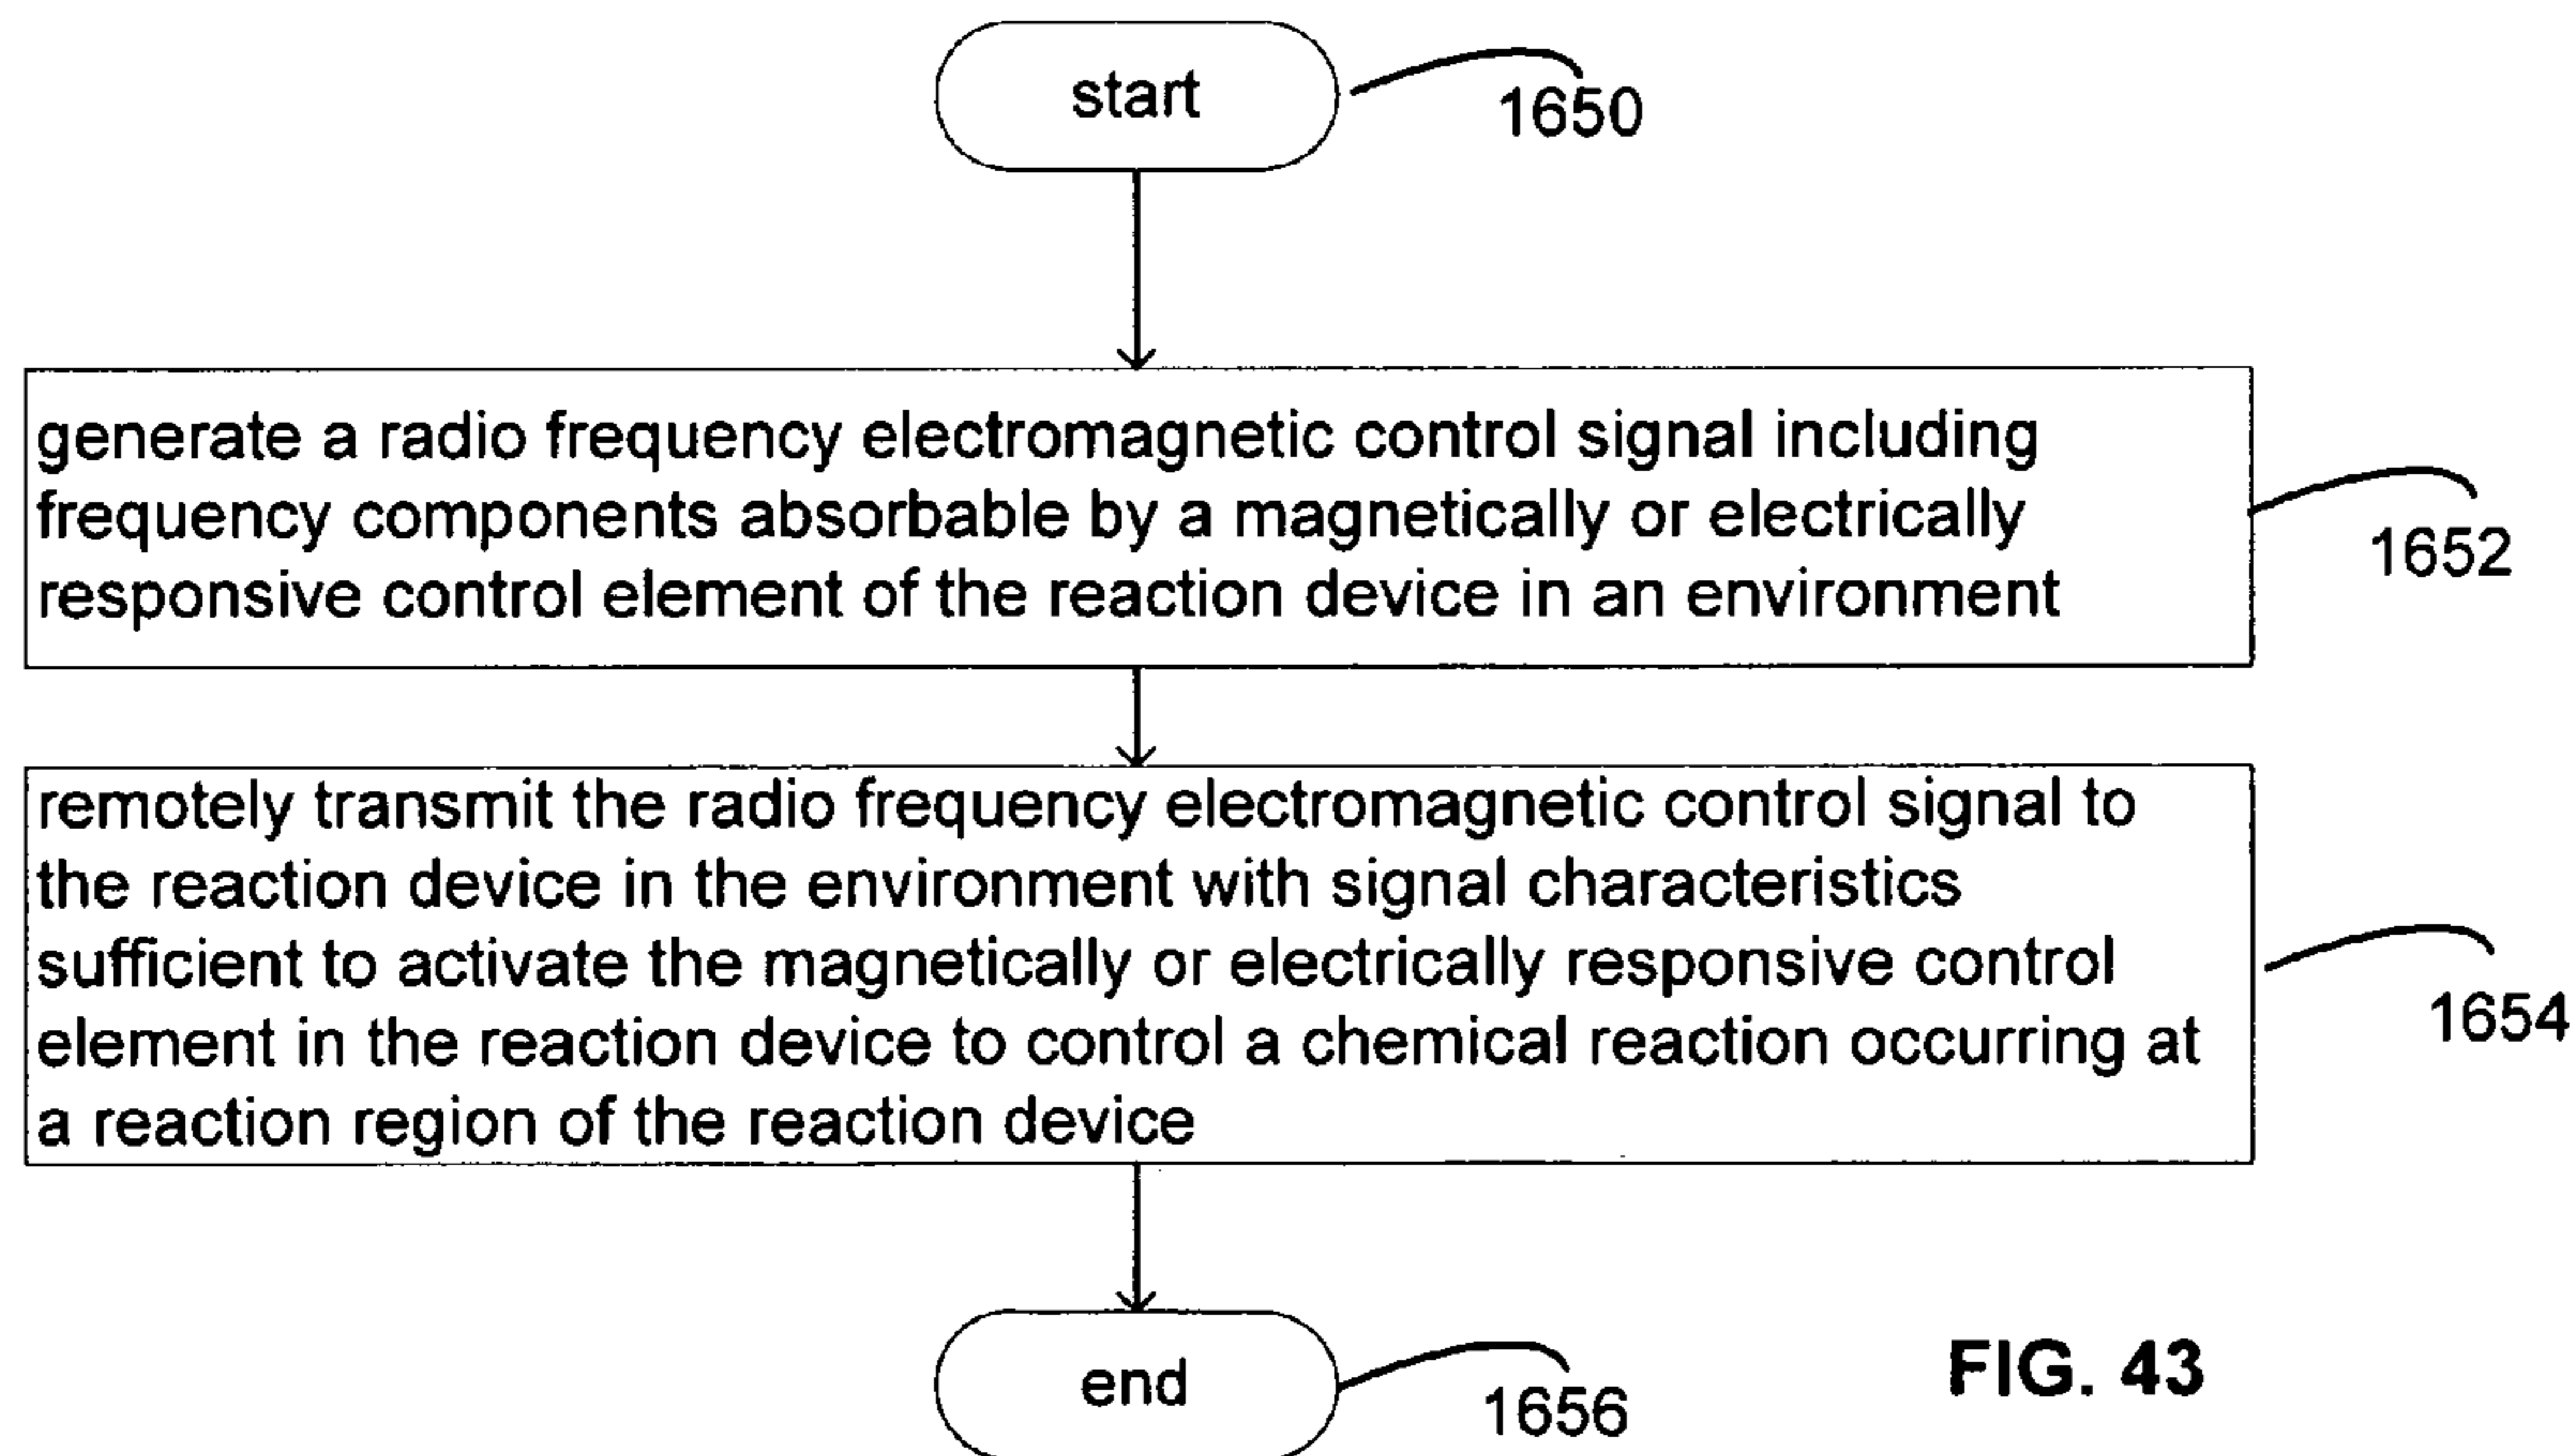 start
1650
generate a radio frequency electromagnetic control signal including
frequency components absorbable by a magnetically or electrically
responsive control element of the reaction device in an environment
1652
remotely transmit the radio frequency electromagnetic control signal to
the reaction device in the environment with signal characteristics
sufficient to activate the magnetically or electrically responsive control
element in the reaction device to control a chemical reaction occurring at
a reaction region of the reaction device
1654
end
1656
FIG. 43